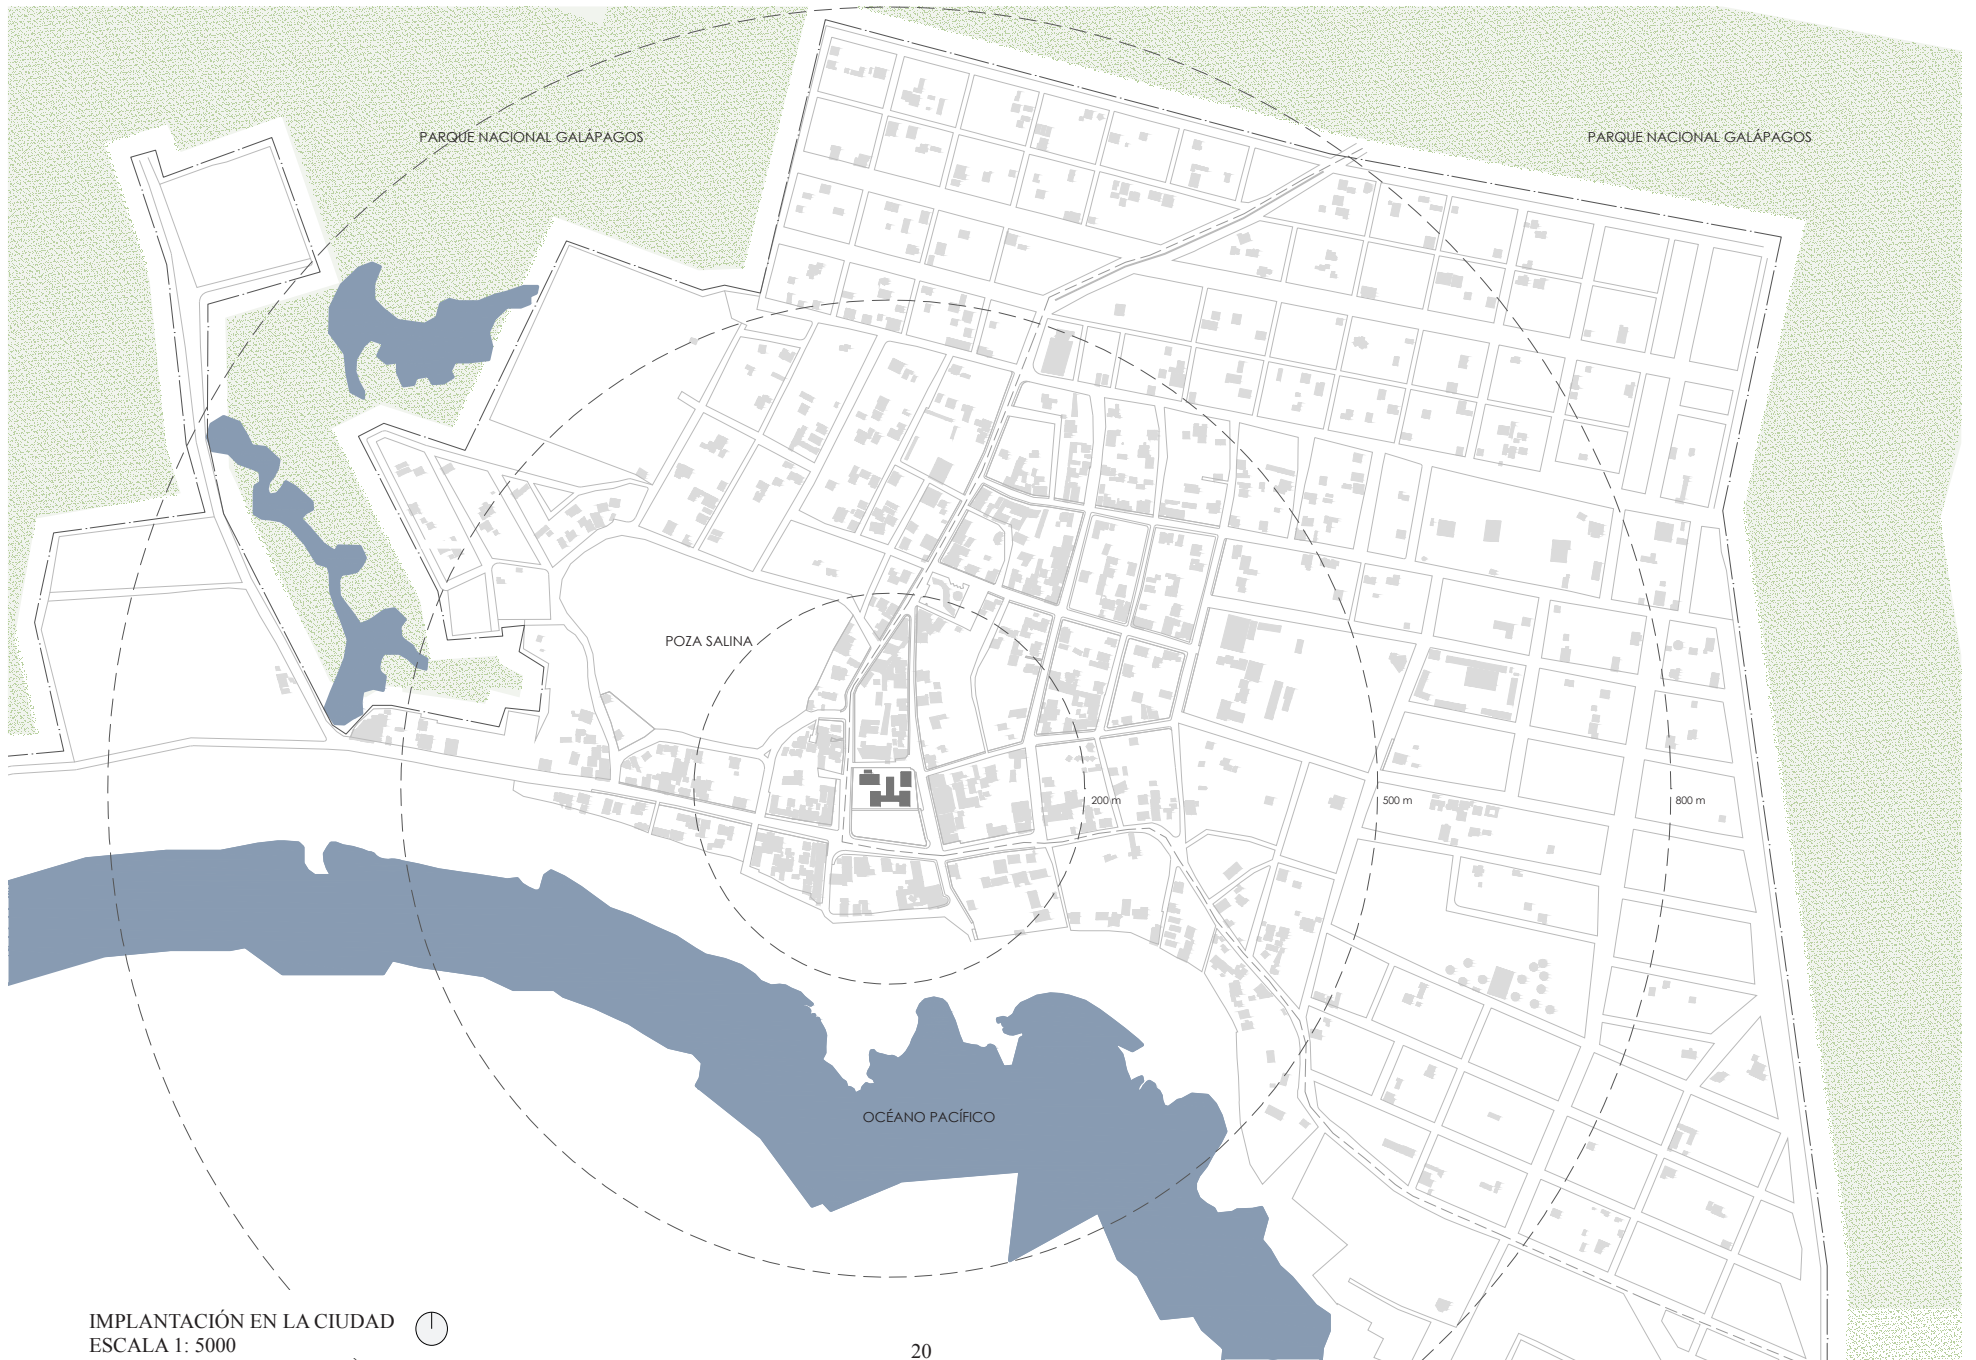 PARQUE NACIONAL GALÁPAGOS
PARQUE NACIONAL GALÁPAGOS
POZA SALINA
200 m
500 m
800 m
OCÉANO PACÍFICO
IMPLANTACIÓN EN LA CIUDAD
ESCALA 1: 5000
20